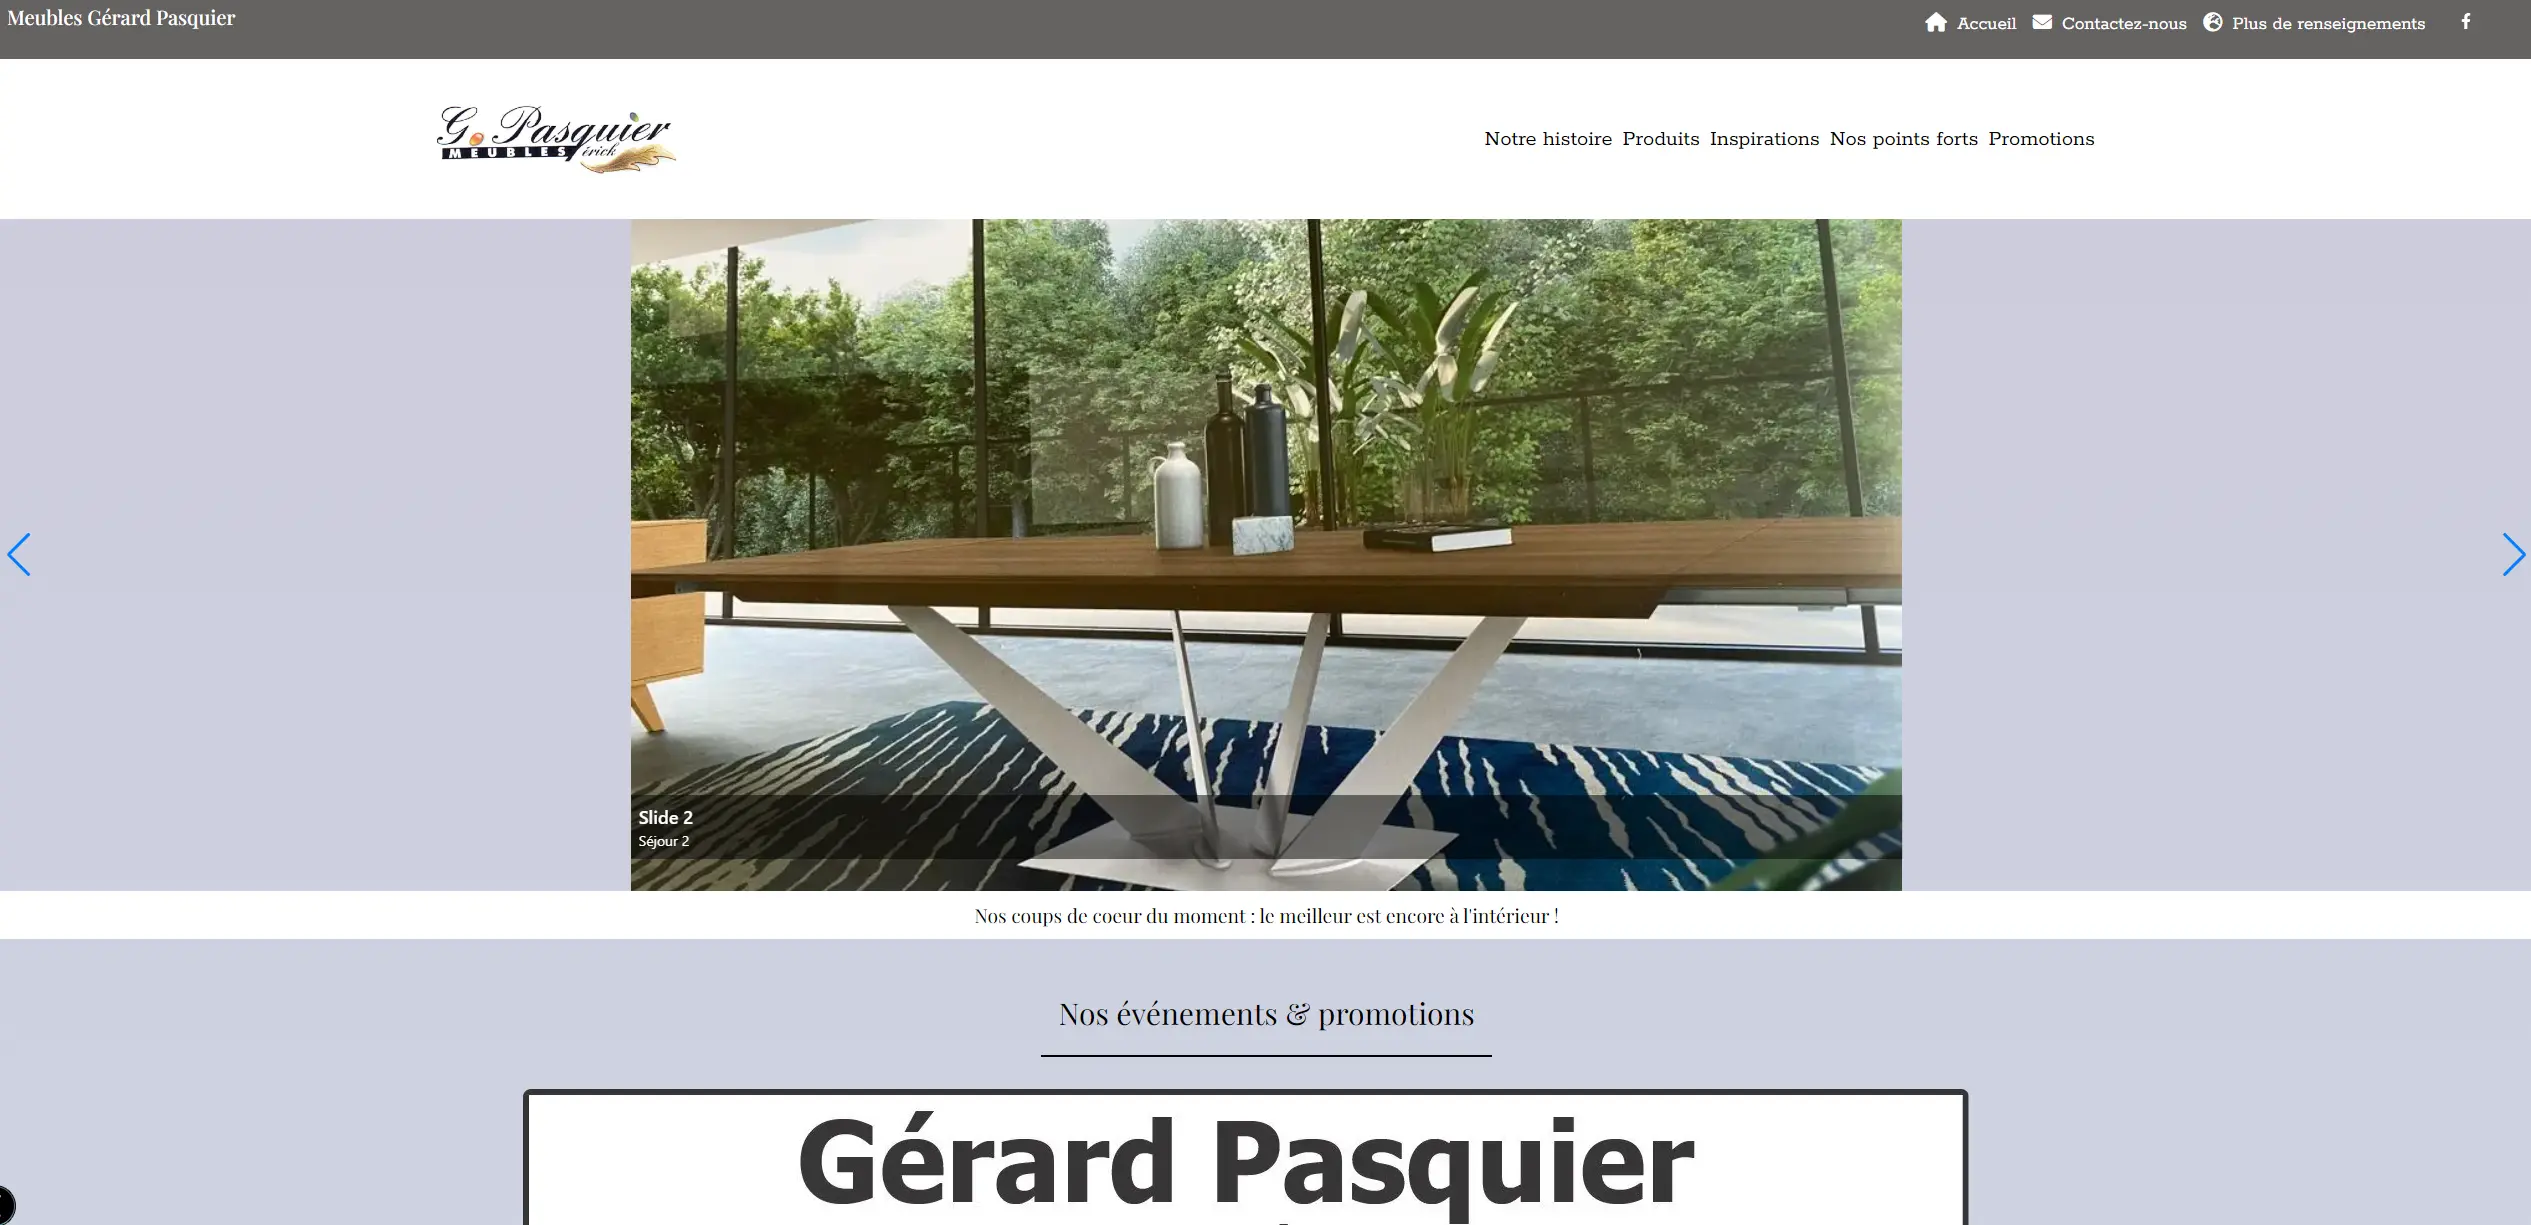 Meubles Gérard Pasquier
Accueil Contactez-nous Plus de renseignements
G. Pasquier
MEUBLES érick
Notre histoire Produits Inspirations Nos points forts Promotions
Slide 2
Séjour 2
Nos coups de coeur du moment : le meilleur est encore à l'intérieur !
Nos événements & promotions
Gérard Pasquier